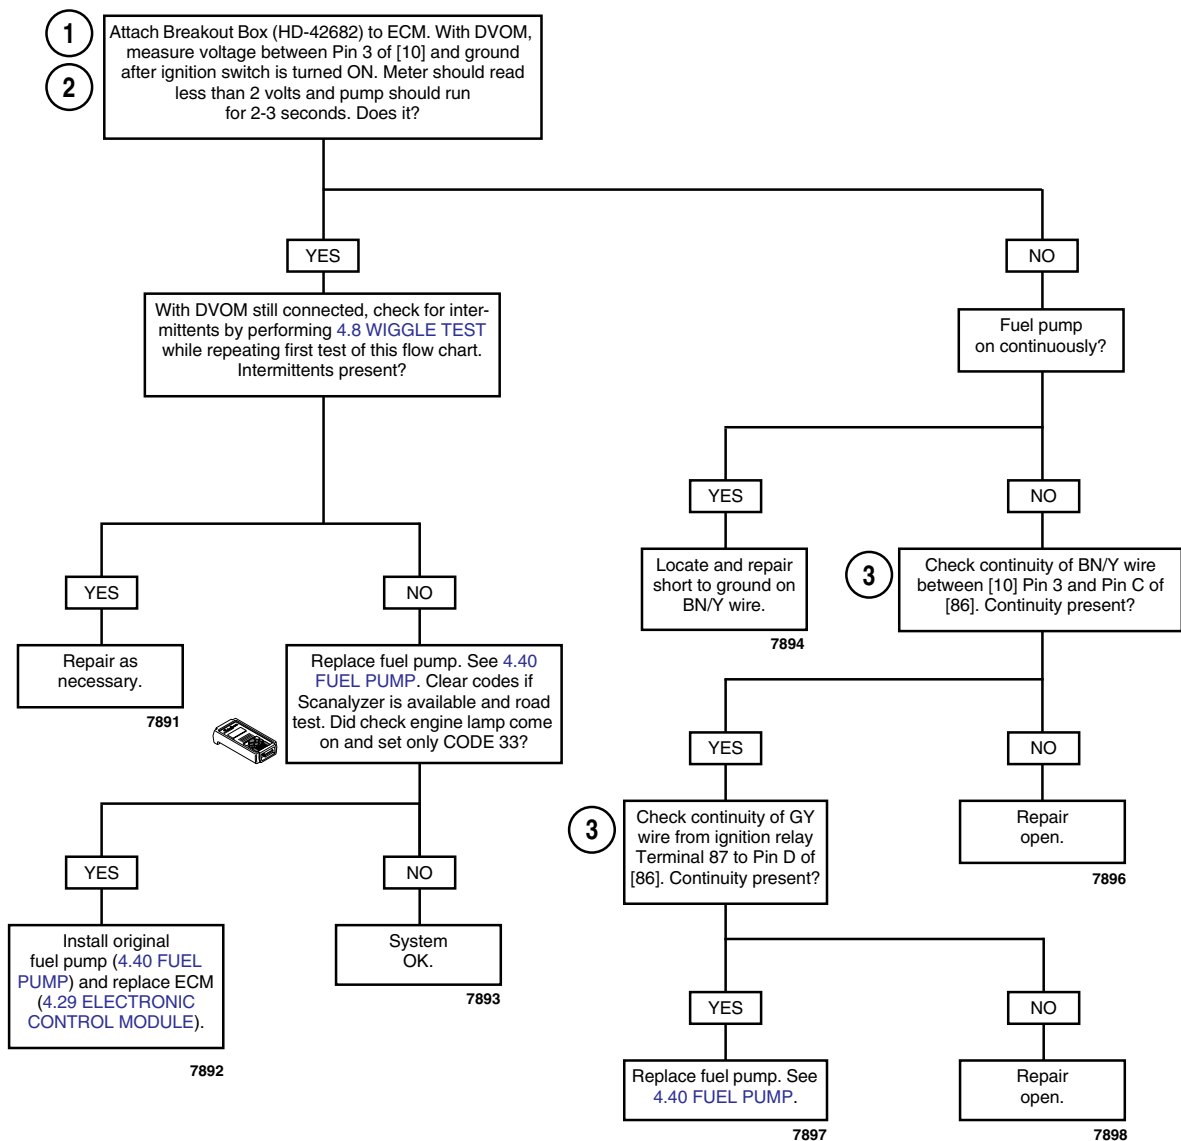 1
2
Attach Breakout Box (HD-42682) to ECM. With DVOM,
measure voltage between Pin 3 of [10] and ground
after ignition switch is turned ON. Meter should read
less than 2 volts and pump should run
for 2-3 seconds. Does it?
YES
With DVOM still connected, check for inter-
mittents by performing 4.8 WIGGLE TEST
while repeating first test of this flow chart.
Intermittents present?
YES
Repair as
necessary.
7891
NO
Replace fuel pump. See 4.40
FUEL PUMP. Clear codes if
Scanalyzer is available and road
test. Did check engine lamp come
on and set only CODE 33?
YES
Install original
fuel pump (4.40 FUEL
PUMP) and replace ECM
(4.29 ELECTRONIC
CONTROL MODULE).
7892
NO
System
OK.
7893
NO
Fuel pump
on continuously?
YES
Locate and repair
short to ground on
BN/Y wire.
7894
NO
3
Check continuity of BN/Y wire
between [10] Pin 3 and Pin C of
[86]. Continuity present?
YES
3
Check continuity of GY
wire from ignition relay
Terminal 87 to Pin D of
[86]. Continuity present?
NO
Repair
open.
7896
YES
Replace fuel pump. See
4.40 FUEL PUMP.
7897
NO
Repair
open.
7898